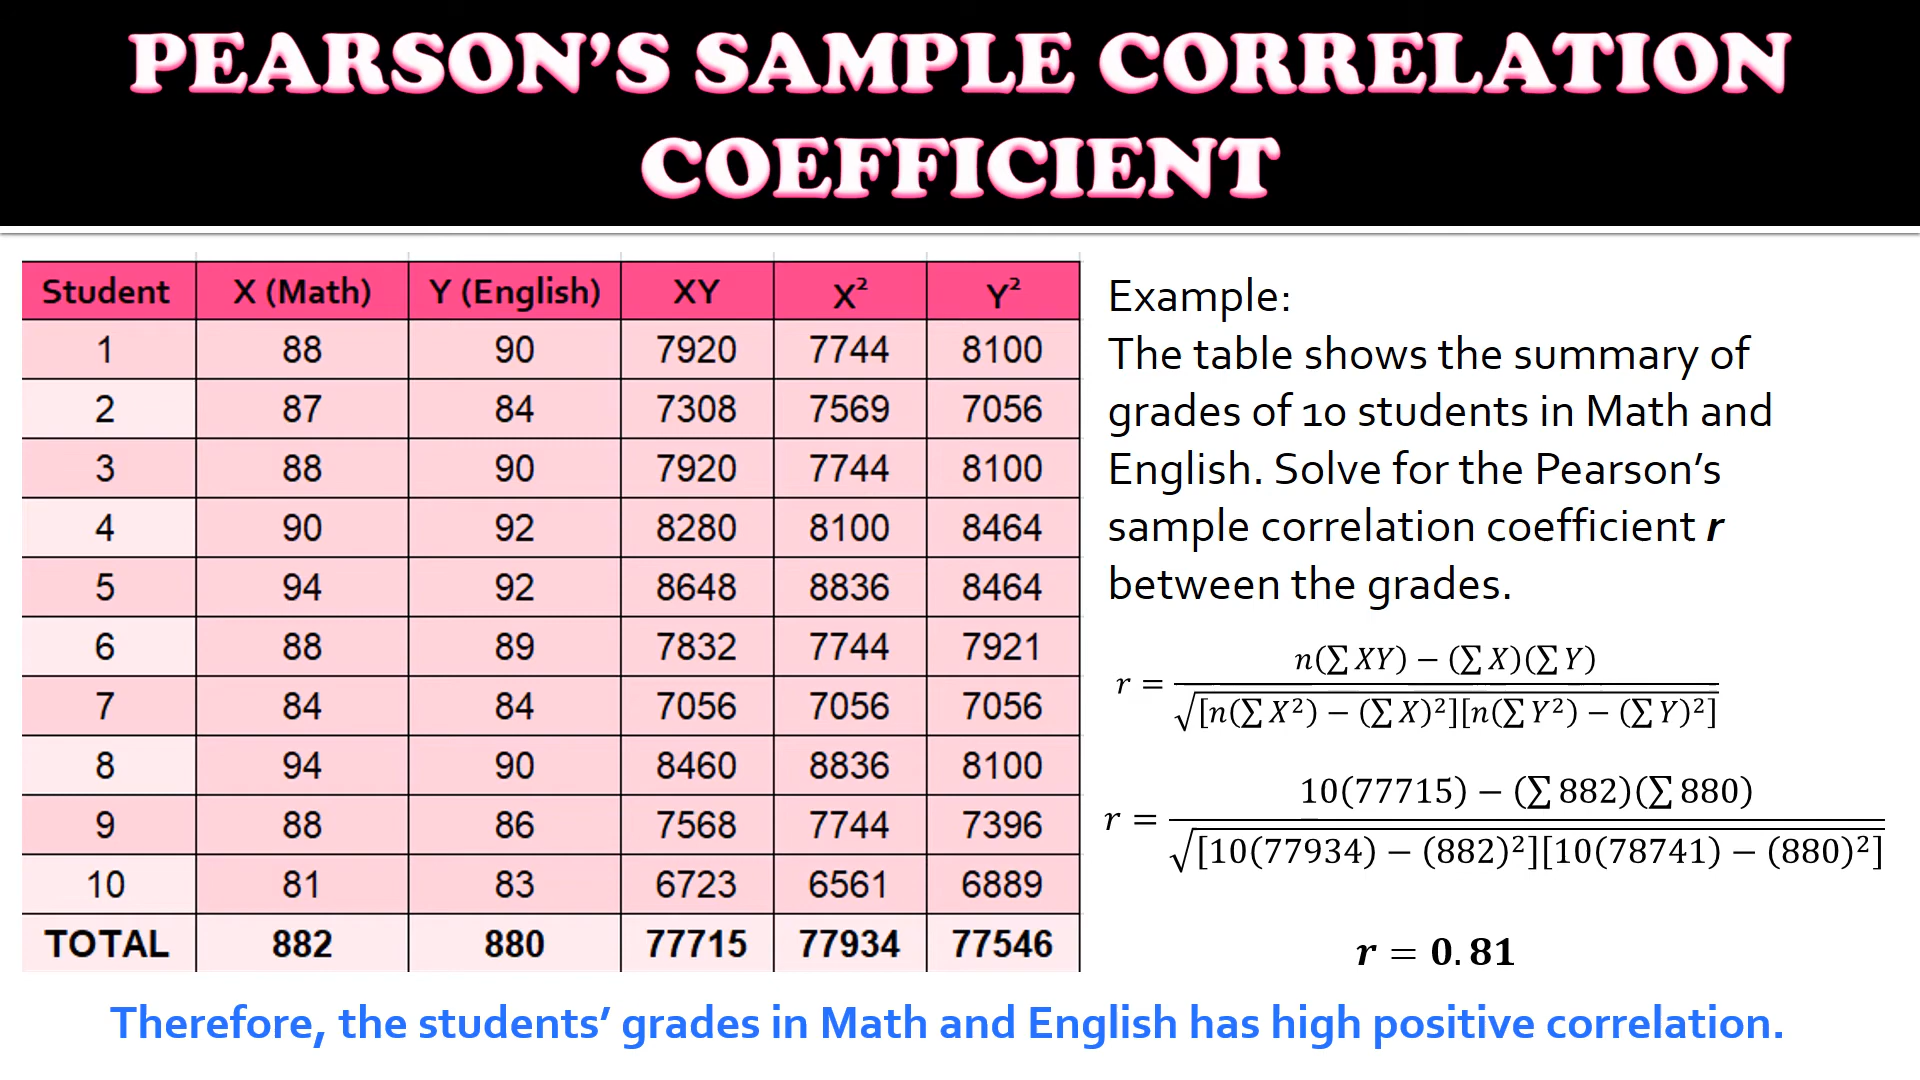 PEARSON’S SAMPLE CORRELATION
COEFFICIENT
Student X (Math) Y (English) XY X² Y²
1 88 90 7920 7744 8100
2 87 84 7308 7569 7056
3 88 90 7920 7744 8100
4 90 92 8280 8100 8464
5 94 92 8648 8836 8464
6 88 89 7832 7744 7921
7 84 84 7056 7056 7056
8 94 90 8460 8836 8100
9 88 86 7568 7744 7396
10 81 83 6723 6561 6889
TOTAL 882 880 77715 77934 77546
Example:
The table shows the summary of
grades of 10 students in Math and
English. Solve for the Pearson’s
sample correlation coefficient r
between the grades.
n(∑ XY) − (∑ X)(∑ Y)
r =
√[n(∑ X²) − (∑ X)²][n(∑ Y²) − (∑ Y)²]
10(77715) − (∑ 882)(∑ 880)
r =
√[10(77934) − (882)²][10(78741) − (880)²]
r = 0.81
Therefore, the students’ grades in Math and English has high positive correlation.